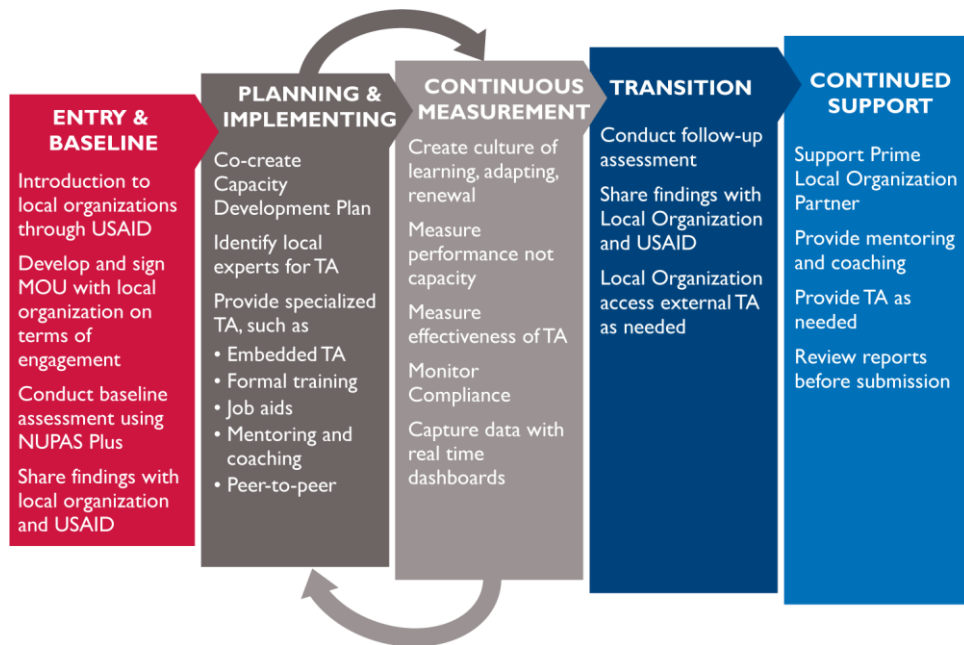 ENTRY &
BASELINE
Introduction to
local organizations
through USAID
Develop and sign
MOU with local
organization on
terms of
engagement
Conduct baseline
assessment using
NUPAS Plus
Share findings with
local organization
and USAID
PLANNING &
IMPLEMENTING
Co-create
Capacity
Development Plan
Identify local
experts for TA
Provide specialized
TA, such as
• Embedded TA
• Formal training
• Job aids
• Mentoring and
coaching
• Peer-to-peer
CONTINUOUS
MEASUREMENT
Create culture of
learning, adapting,
renewal
Measure
performance not
capacity
Measure
effectiveness of TA
Monitor
Compliance
Capture data with
real time
dashboards
TRANSITION
Conduct follow-up
assessment
Share findings with
Local Organization
and USAID
Local Organization
access external TA
as needed
CONTINUED
SUPPORT
Support Prime
Local Organization
Partner
Provide mentoring
and coaching
Provide TA as
needed
Review reports
before submission